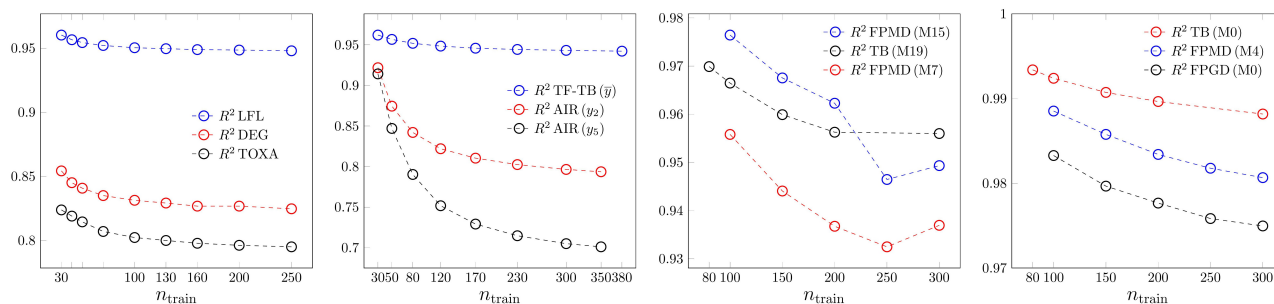 0.95
0.9
0.85
0.8
R² LFL
R² DEG
R² TOXA
30 100 130 160 200 250
n_train
0.95
0.9
0.85
0.8
0.75
0.7
R² TF-TB (y̅)
R² AIR (y₂)
R² AIR (y₅)
30 50 80 120 170 230 300 350 380
n_train
0.98
0.97
0.96
0.95
0.94
0.93
R² FPMD (M15)
R² TB (M19)
R² FPMD (M7)
80 100 150 200 250 300
n_train
1
0.99
0.98
0.97
R² TB (M0)
R² FPMD (M4)
R² FPGD (M0)
80 100 150 200 250 300
n_train